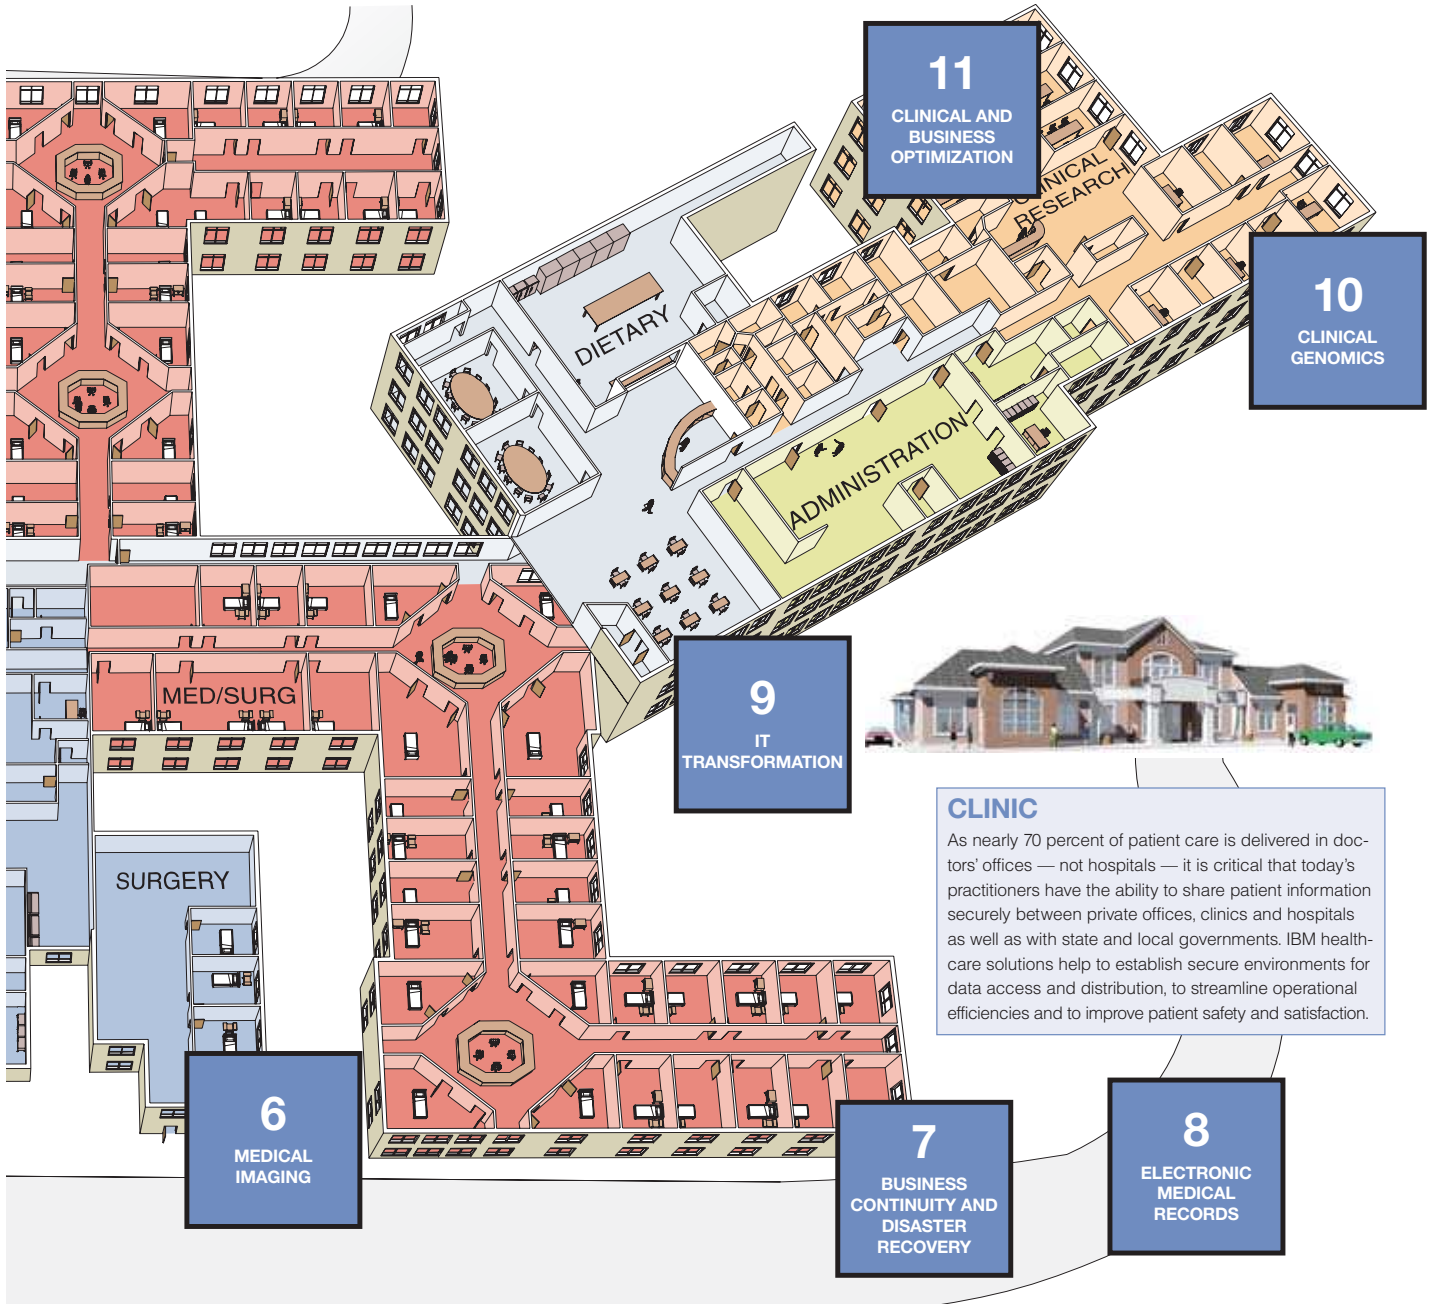 11
CLINICAL AND
BUSINESS
OPTIMIZATION
CLINICAL
RESEARCH
10
CLINICAL
GENOMICS
DIETARY
ADMINISTRATION
MED/SURG
9
IT
TRANSFORMATION
SURGERY
CLINIC
As nearly 70 percent of patient care is delivered in doc-
tors' offices — not hospitals — it is critical that today's
practitioners have the ability to share patient information
securely between private offices, clinics and hospitals
as well as with state and local governments. IBM health-
care solutions help to establish secure environments for
data access and distribution, to streamline operational
efficiencies and to improve patient safety and satisfaction.
6
MEDICAL
IMAGING
7
BUSINESS
CONTINUITY AND
DISASTER
RECOVERY
8
ELECTRONIC
MEDICAL
RECORDS